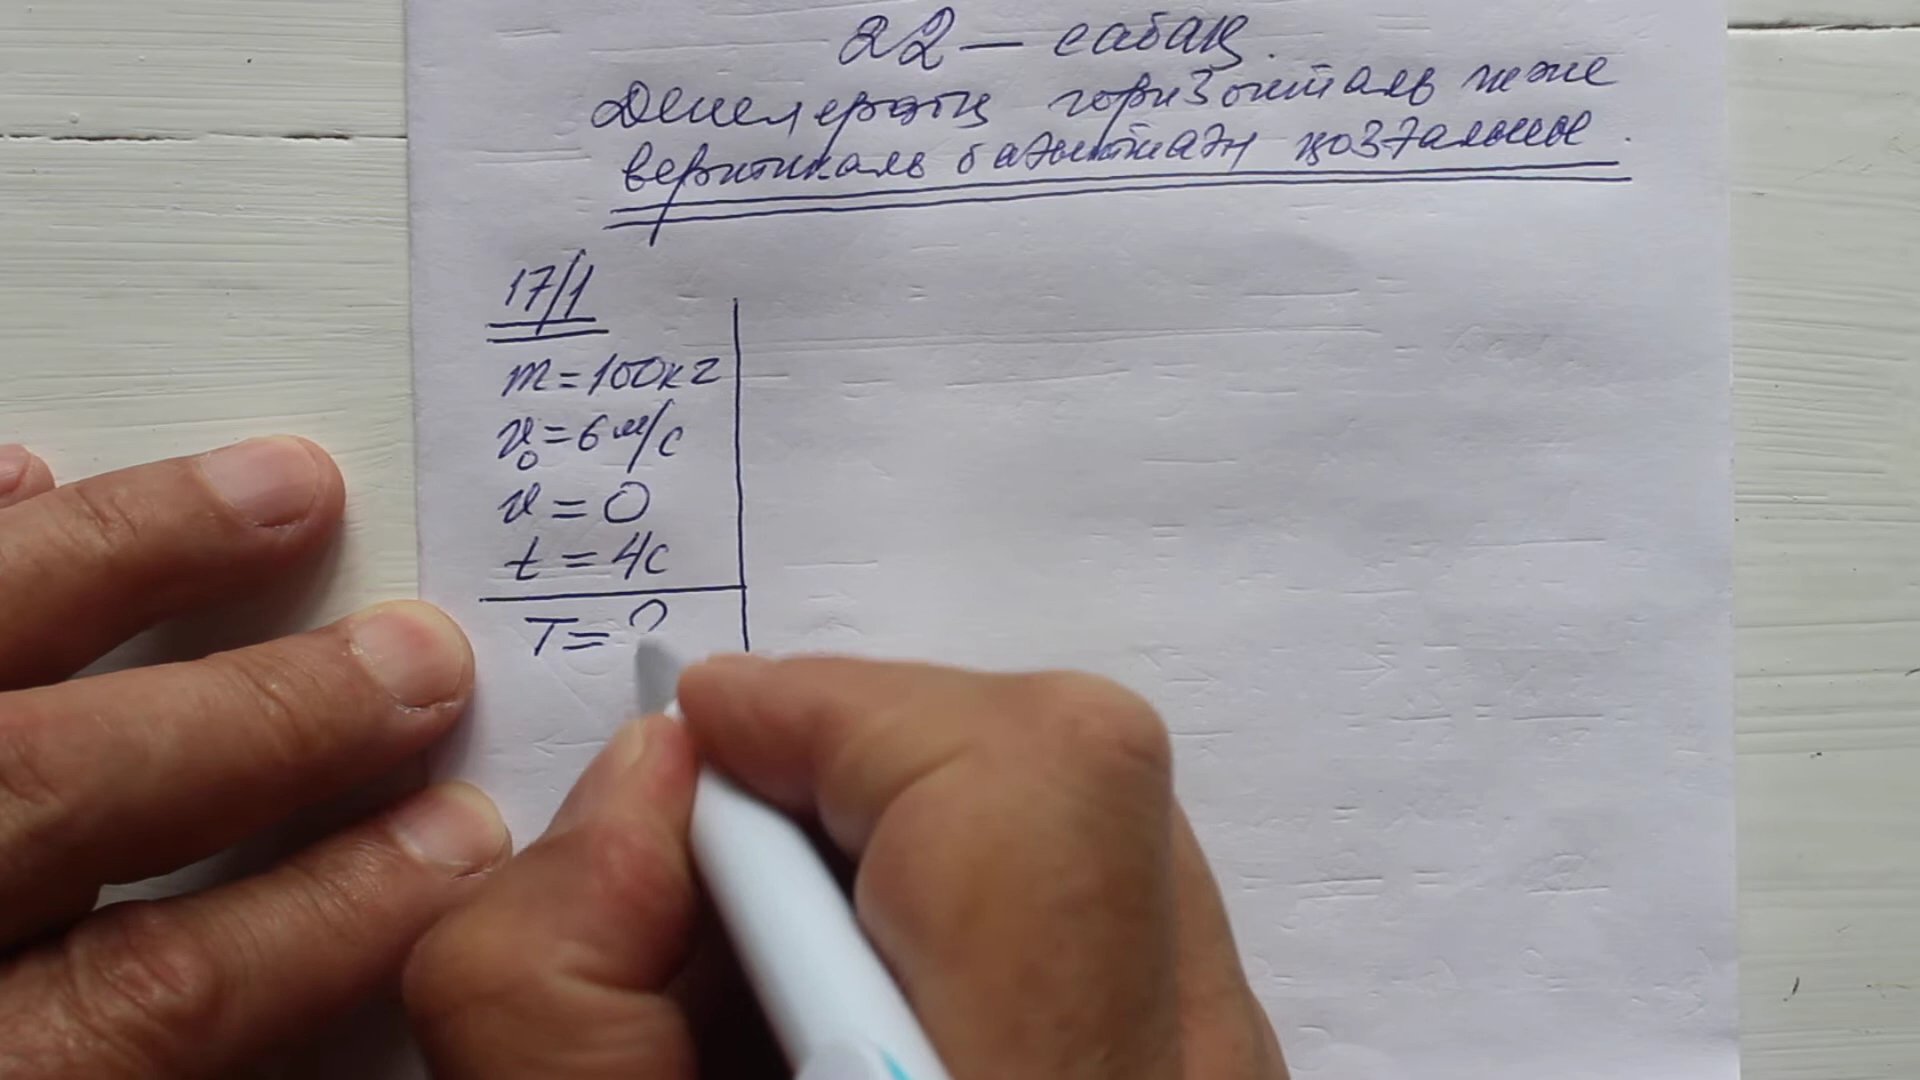 22 — сабақ.
Денелердің горизонталь және
вертикаль бағыттағы қозғалысы.
17/1
m = 100кг
v₀ = 6 м/с
v = 0
t = 4с
T = ?